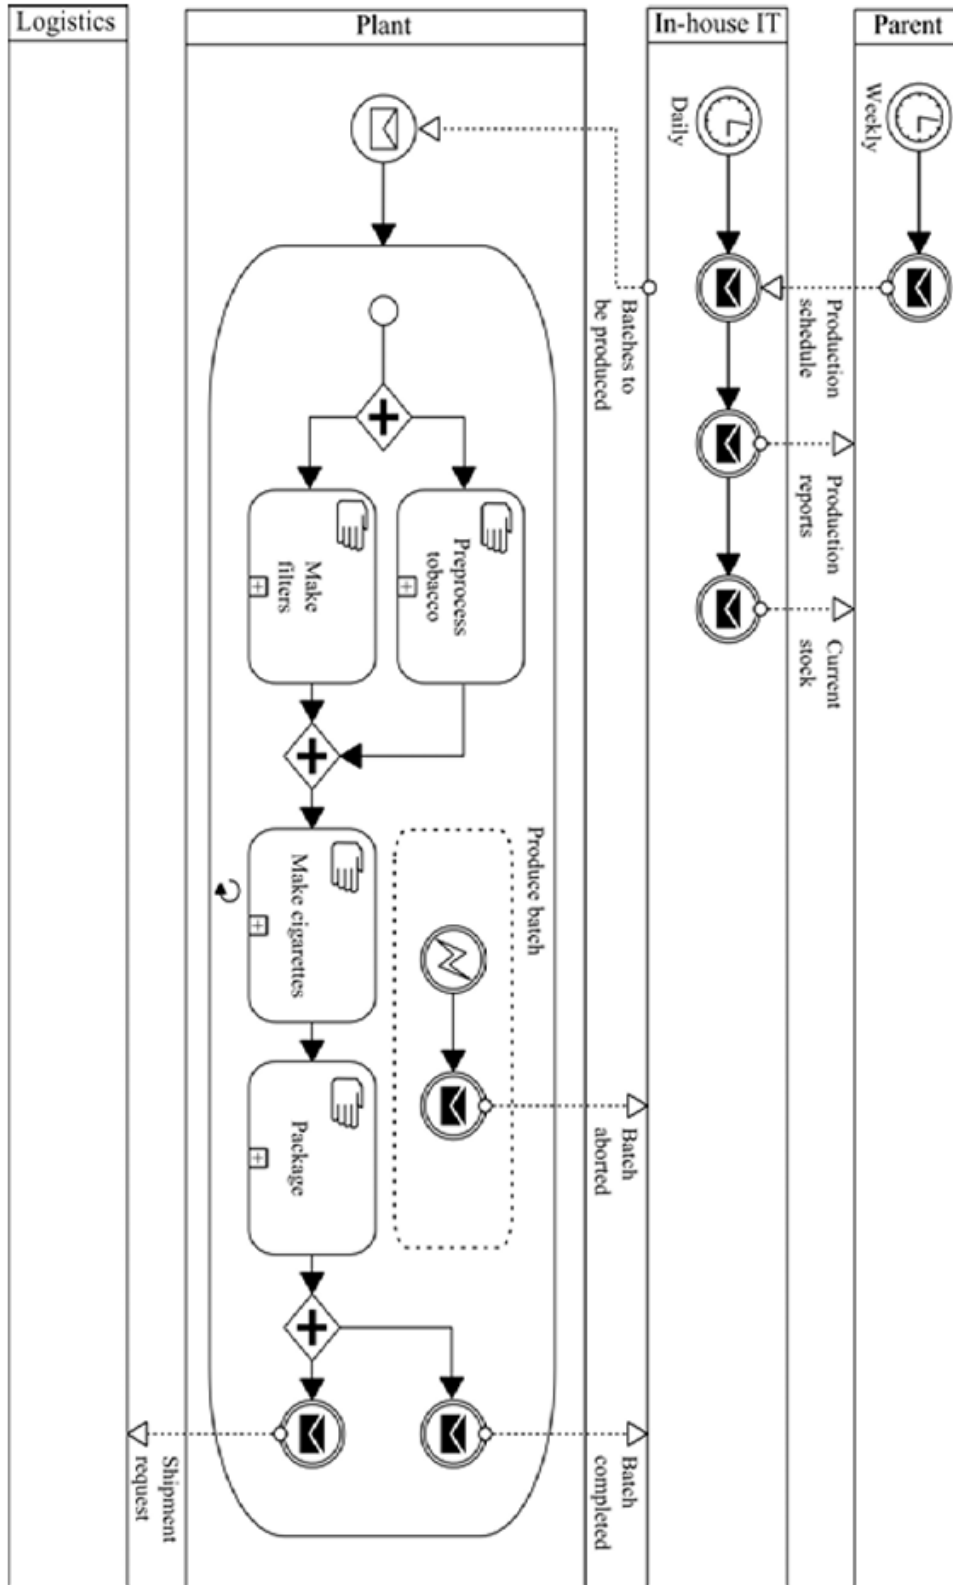 Logistics
Plant
In-house IT
Parent
Weekly
Daily
Production
schedule
Batches to
be produced
Production
reports
Current
stock
Preprocess
tobacco
Make
filters
Produce batch
Make cigarettes
Batch
aborted
Package
Batch
completed
Shipment
request